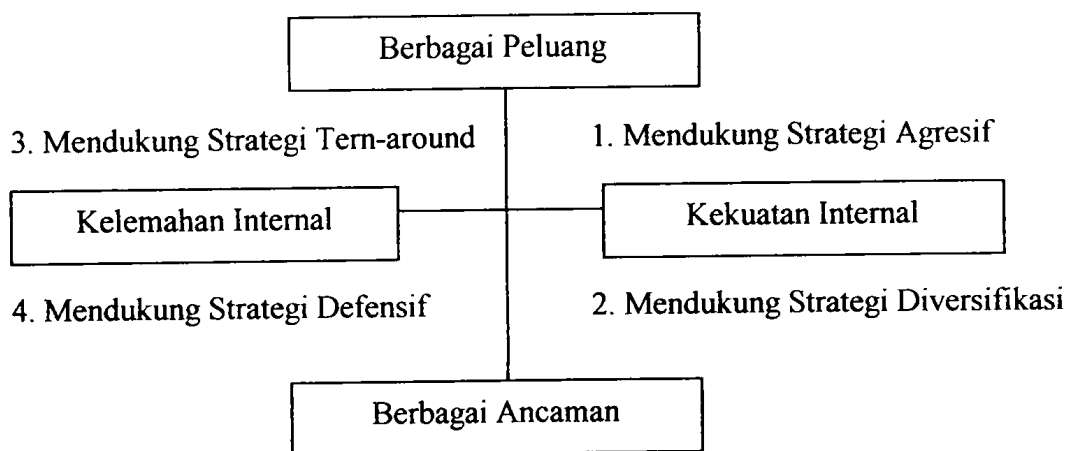 Berbagai Peluang
3. Mendukung Strategi Tern-around
1. Mendukung Strategi Agresif
Kelemahan Internal
Kekuatan Internal
4. Mendukung Strategi Defensif
2. Mendukung Strategi Diversifikasi
Berbagai Ancaman